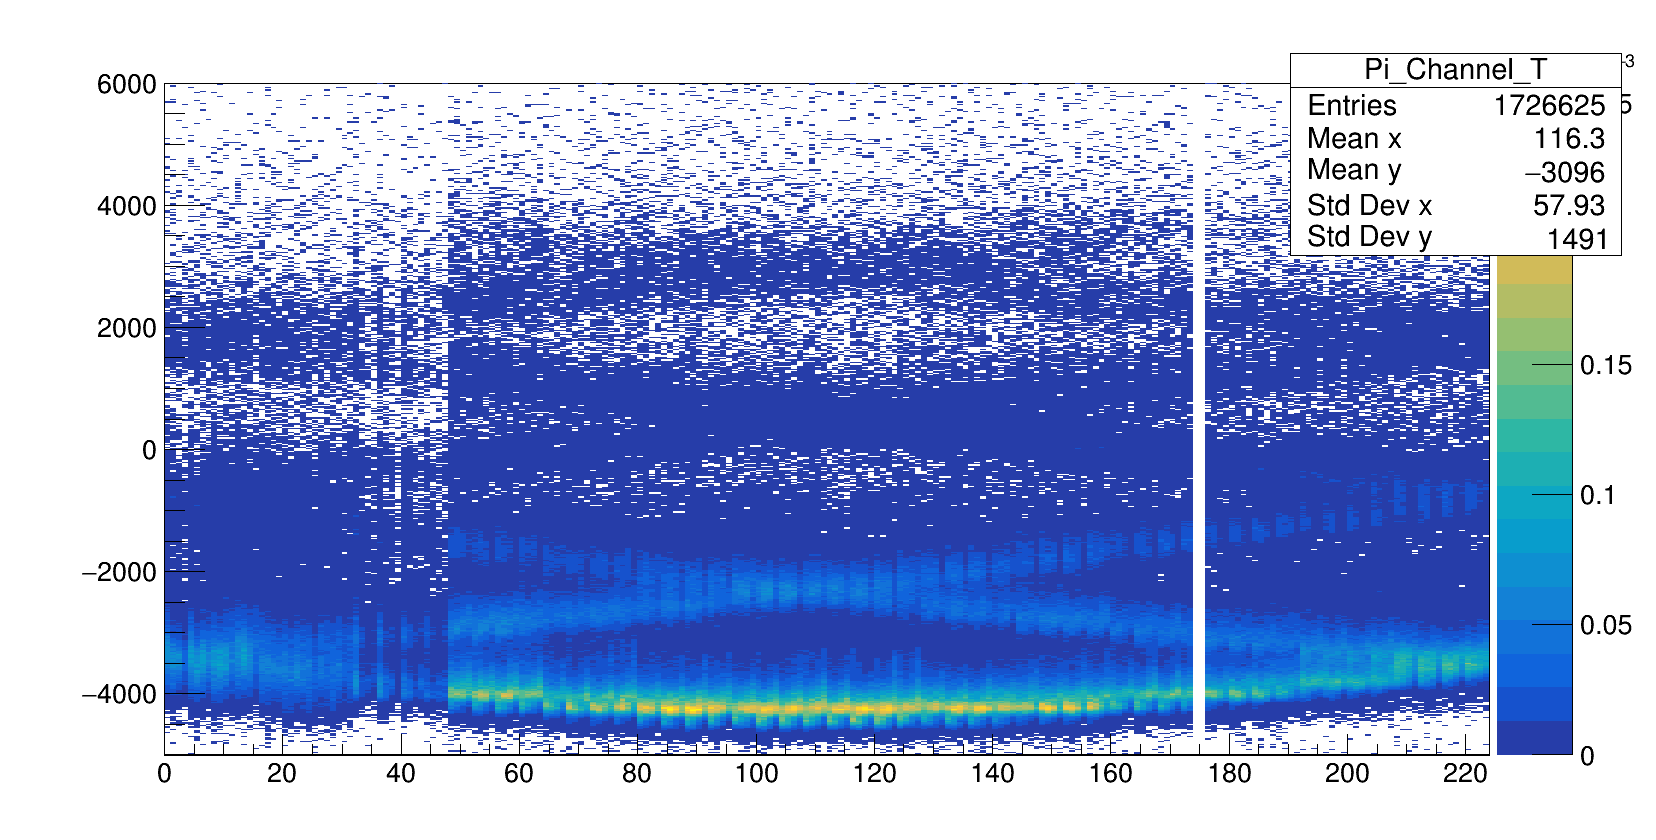 Pi_Channel_T
Entries 1726625
Mean x 116.3
Mean y −3096
Std Dev x 57.93
Std Dev y 1491
6000
4000
2000
0
−2000
−4000
0 20 40 60 80 100 120 140 160 180 200 220
0.15
0.1
0.05
0